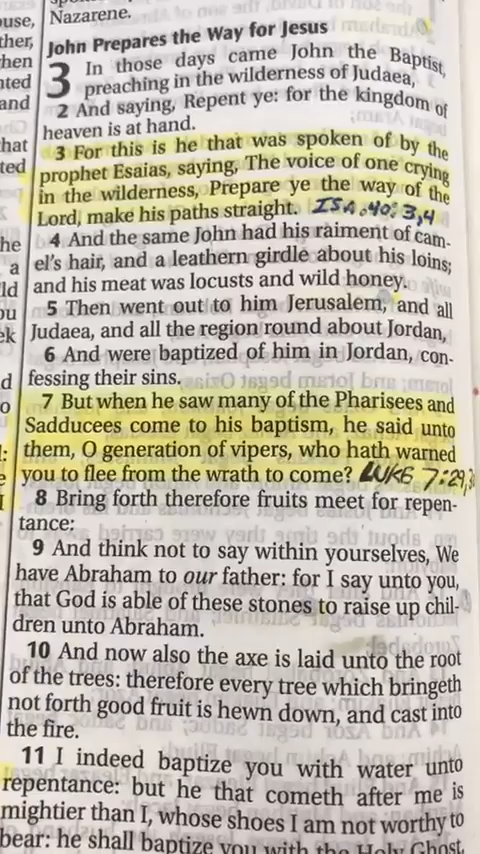 Nazarene.
John Prepares the Way for Jesus
3 In those days came John the Baptist,
preaching in the wilderness of Judaea,
2 And saying, Repent ye: for the kingdom of
heaven is at hand.
3 For this is he that was spoken of by the
prophet Esaias, saying, The voice of one crying
in the wilderness, Prepare ye the way of the
Lord, make his paths straight. ISA. 40: 3,4
4 And the same John had his raiment of cam-
el's hair, and a leathern girdle about his loins;
and his meat was locusts and wild honey.
5 Then went out to him Jerusalem, and all
Judaea, and all the region round about Jordan,
6 And were baptized of him in Jordan, con-
fessing their sins.
7 But when he saw many of the Pharisees and
Sadducees come to his baptism, he said unto
them, O generation of vipers, who hath warned
you to flee from the wrath to come? LUKE 7:29,3
8 Bring forth therefore fruits meet for repen-
tance:
9 And think not to say within yourselves, We
have Abraham to our father: for I say unto you,
that God is able of these stones to raise up chil-
dren unto Abraham.
10 And now also the axe is laid unto the root
of the trees: therefore every tree which bringeth
not forth good fruit is hewn down, and cast into
the fire.
11 I indeed baptize you with water unto
repentance: but he that cometh after me is
mightier than I, whose shoes I am not worthy to
bear: he shall baptize you with the Holy Ghost,